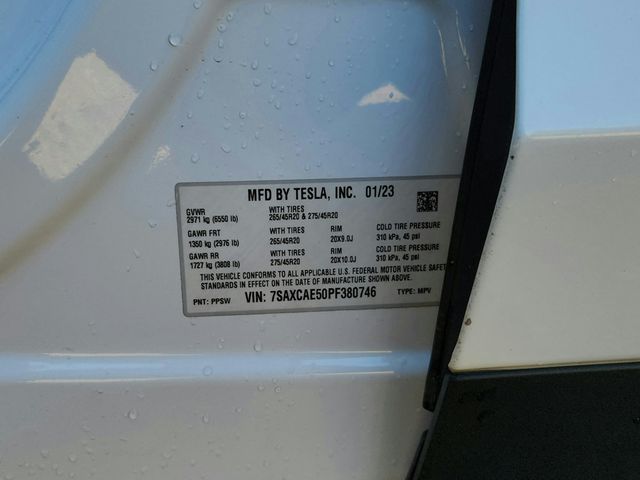 MFD BY TESLA, INC. 01/23
GVWR WITH TIRES
2971 kg (6550 lb) 265/45R20 & 275/45R20
GAWR FRT WITH TIRES RIM COLD TIRE PRESSURE
1350 kg (2976 lb) 265/45R20 20X9.0J 310 kPa, 45 psi
GAWR RR WITH TIRES RIM COLD TIRE PRESSURE
1727 kg (3808 lb) 275/45R20 20X10.0J 310 kPa, 45 psi
THIS VEHICLE CONFORMS TO ALL APPLICABLE U.S. FEDERAL MOTOR VEHICLE SAFET
STANDARDS IN EFFECT ON THE DATE OF MANUFACTURE SHOWN ABOVE.
PNT: PPSW VIN: 7SAXCAE50PF380746 TYPE: MPV